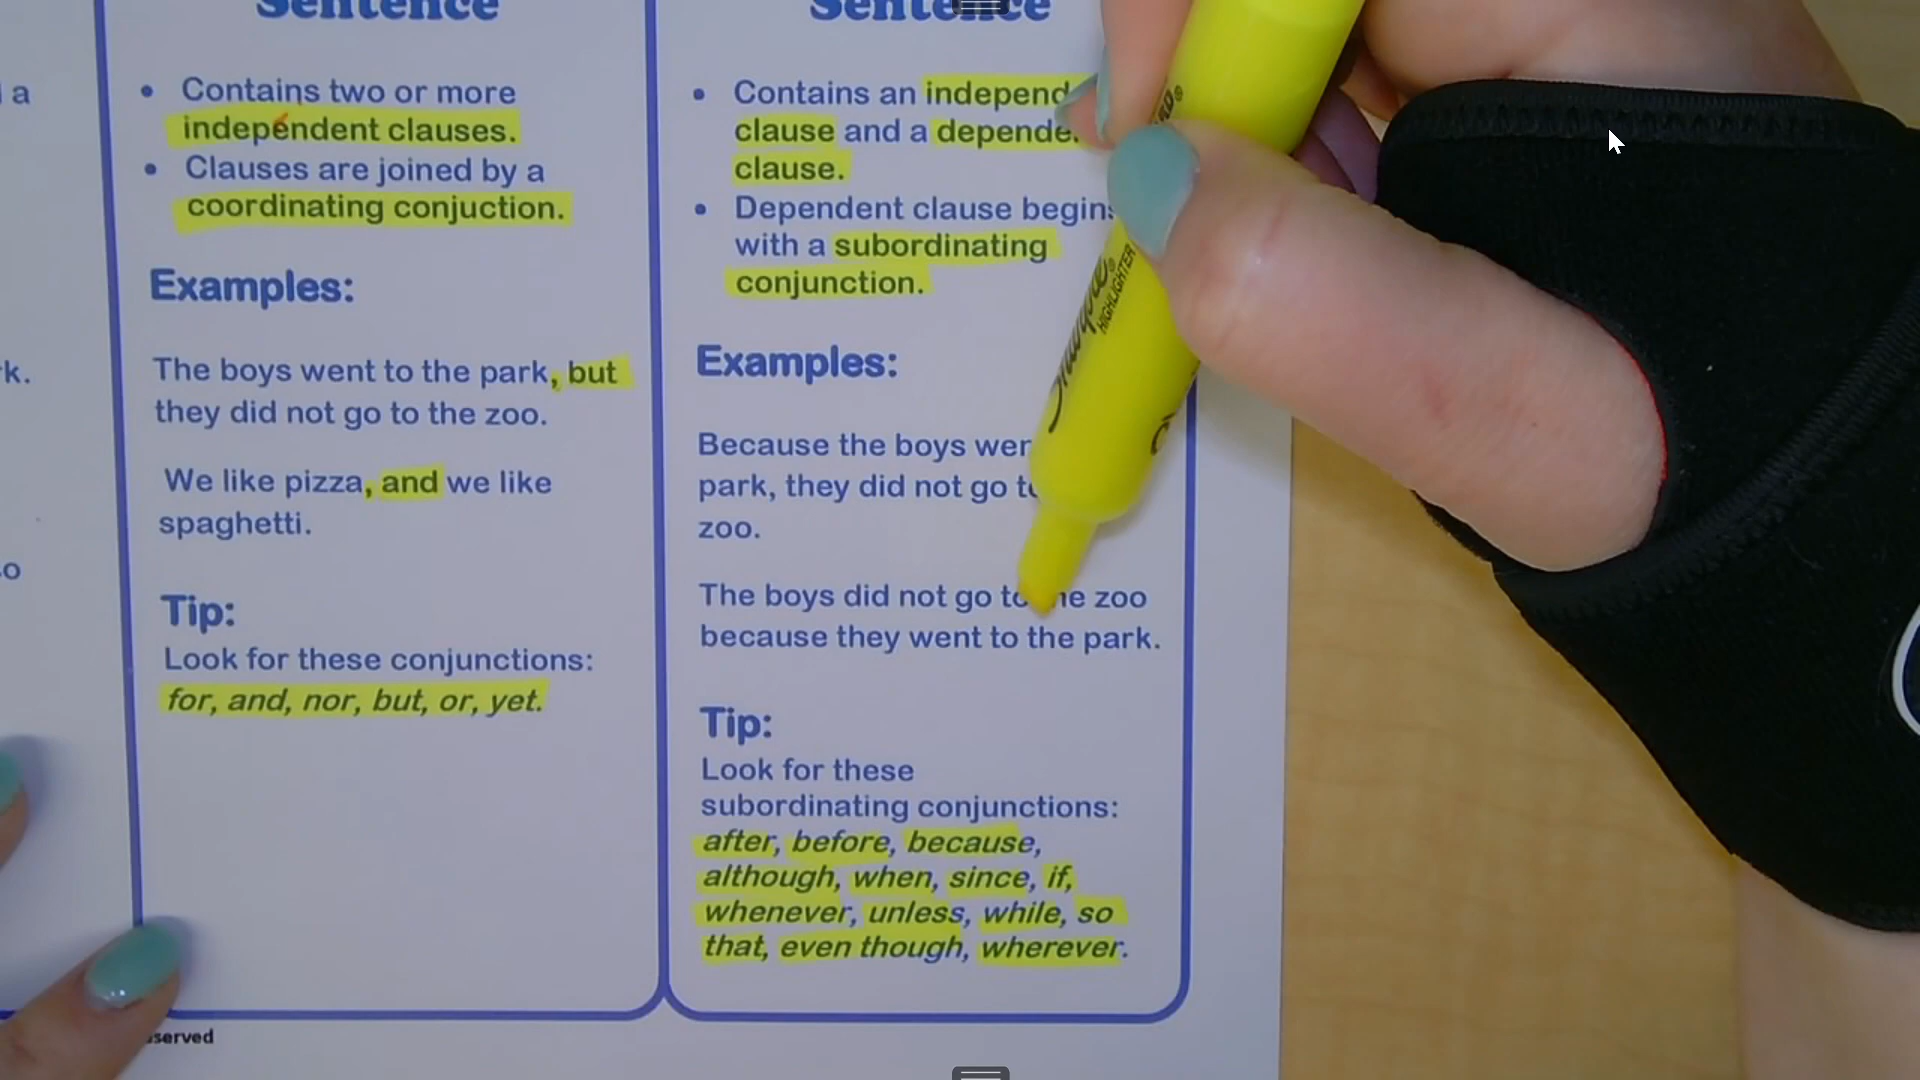 Sentence
Contains two or more
independent clauses.
Clauses are joined by a
coordinating conjuction.
Examples:
The boys went to the park, but
they did not go to the zoo.
We like pizza, and we like
spaghetti.
Tip:
Look for these conjunctions:
for, and, nor, but, or, yet.
Sentence
Contains an
clause and a
clause.
Dependent clause begins
with a subordinating
conjunction.
Examples:
Because the boys
park, they did not go
zoo.
The boys did not go zoo
because they went to the park.
Tip:
Look for these
subordinating conjunctions:
after, before, because,
although, when, since, if,
whenever, unless, while, so
that, even though, wherever.
a
k.
HIGHLIGHTER